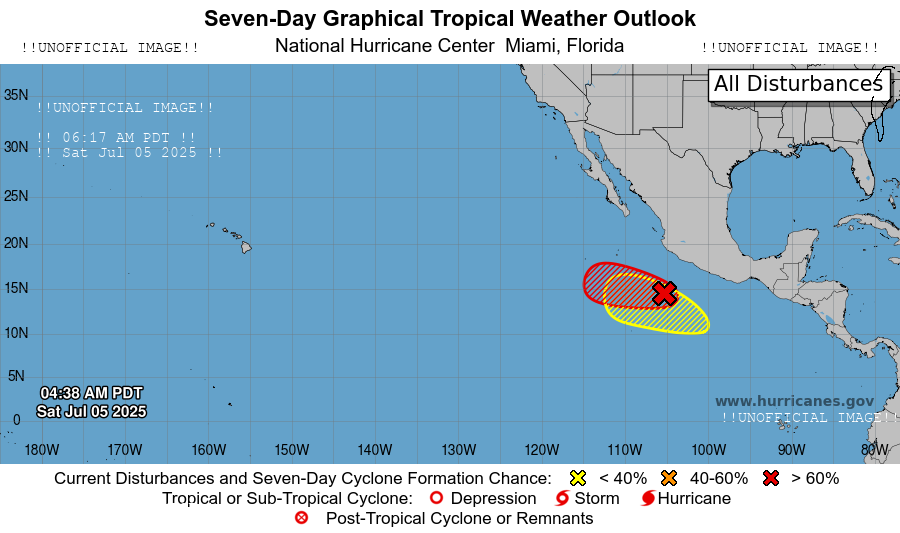 Seven-Day Graphical Tropical Weather Outlook
!!UNOFFICIAL IMAGE!! National Hurricane Center Miami, Florida !!UNOFFICIAL IMAGE!!
All Disturbances
35N
!!UNOFFICIAL IMAGE!!
!! 06:17 AM PDT !!
30N
!! Sat Jul 05 2025 !!
25N
20N
15N
10N
5N
04:38 AM PDT
Sat Jul 05 2025
www.hurricanes.gov
!!UNOFFICIAL IMAGE!!
0
180W 170W 160W 150W 140W 130W 120W 110W 100W 90W 80W
Current Disturbances and Seven-Day Cyclone Formation Chance: < 40% 40-60% > 60%
Tropical or Sub-Tropical Cyclone: Depression Storm Hurricane
Post-Tropical Cyclone or Remnants